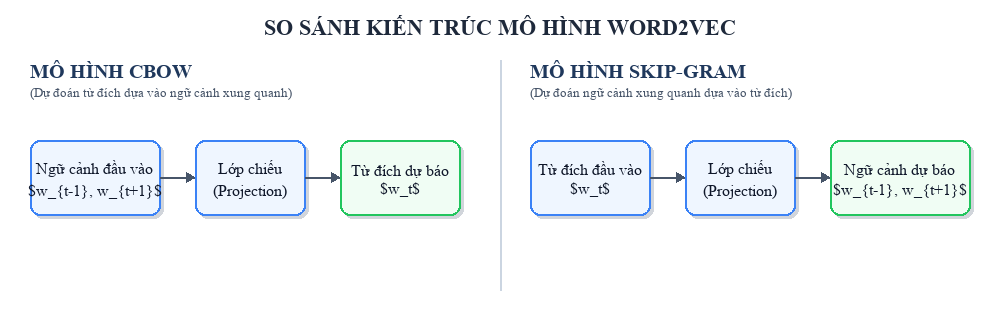 SO SÁNH KIẾN TRÚC MÔ HÌNH WORD2VEC
MÔ HÌNH CBOW
(Dự đoán từ đích dựa vào ngữ cảnh xung quanh)
Ngữ cảnh đầu vào
$w_{t-1}, w_{t+1}$
Lớp chiếu
(Projection)
Từ đích dự báo
$w_t$
MÔ HÌNH SKIP-GRAM
(Dự đoán ngữ cảnh xung quanh dựa vào từ đích)
Từ đích đầu vào
$w_t$
Lớp chiếu
(Projection)
Ngữ cảnh dự báo
$w_{t-1}, w_{t+1}$